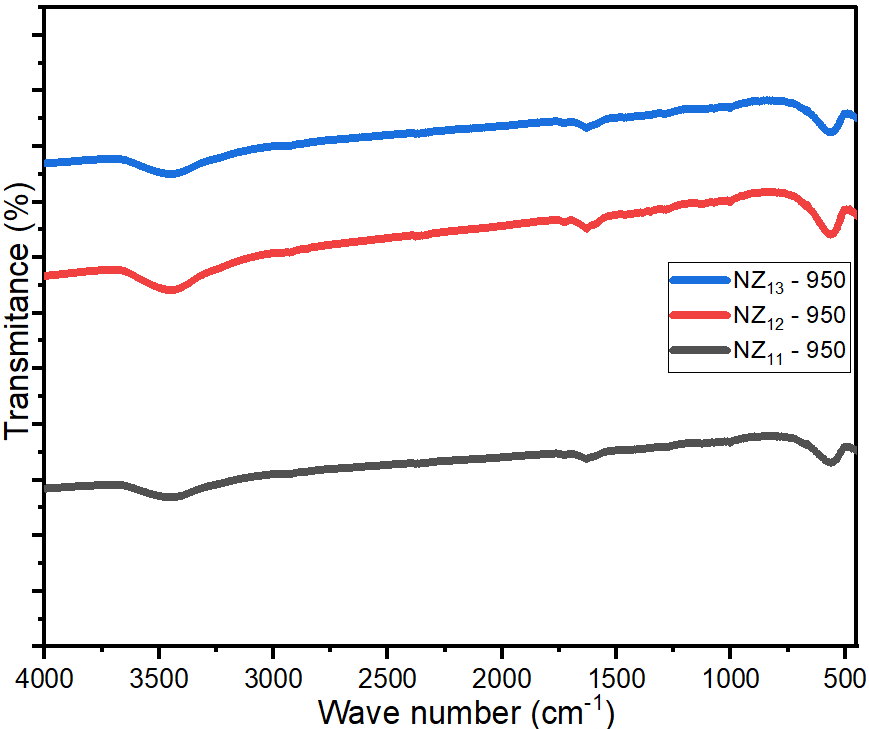 Transmitance (%)
NZ₁₃ - 950
NZ₁₂ - 950
NZ₁₁ - 950
4000 3500 3000 2500 2000 1500 1000 500
Wave number (cm⁻¹)